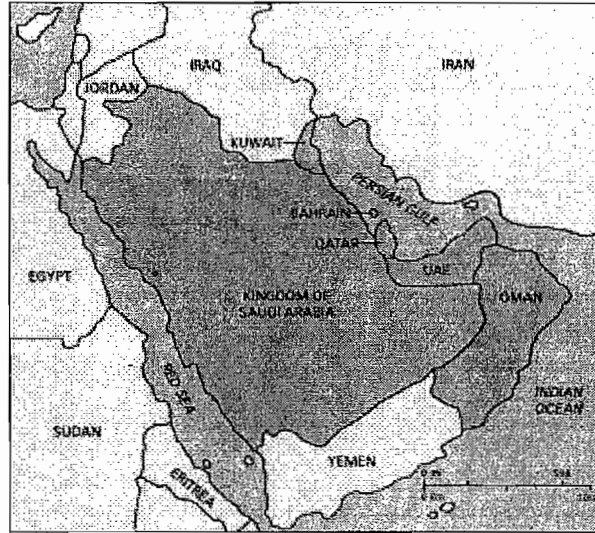 IRAQ
IRAN
JORDAN
KUWAIT
PERSIAN GULF
BAHRAIN
QATAR
EGYPT
UAE
KINGDOM OF
SAUDI ARABIA
OMAN
RED SEA
INDIAN
OCEAN
SUDAN
YEMEN
ERITREA